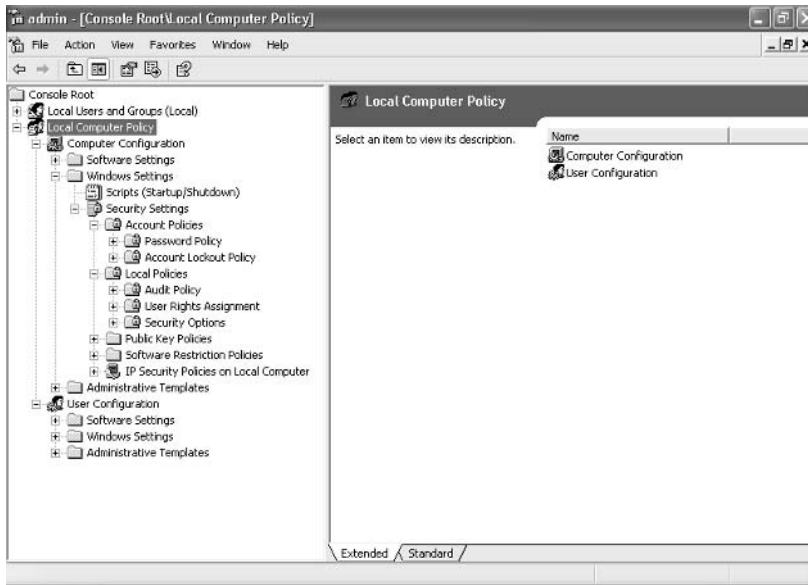 admin - [Console Root\Local Computer Policy]
File Action View Favorites Window Help
Console Root
Local Users and Groups (Local)
Local Computer Policy
Computer Configuration
Software Settings
Windows Settings
Scripts (Startup/Shutdown)
Security Settings
Account Policies
Password Policy
Account Lockout Policy
Local Policies
Audit Policy
User Rights Assignment
Security Options
Public Key Policies
Software Restriction Policies
IP Security Policies on Local Computer
Administrative Templates
User Configuration
Software Settings
Windows Settings
Administrative Templates
Local Computer Policy
Select an item to view its description.
Name
Computer Configuration
User Configuration
Extended Standard